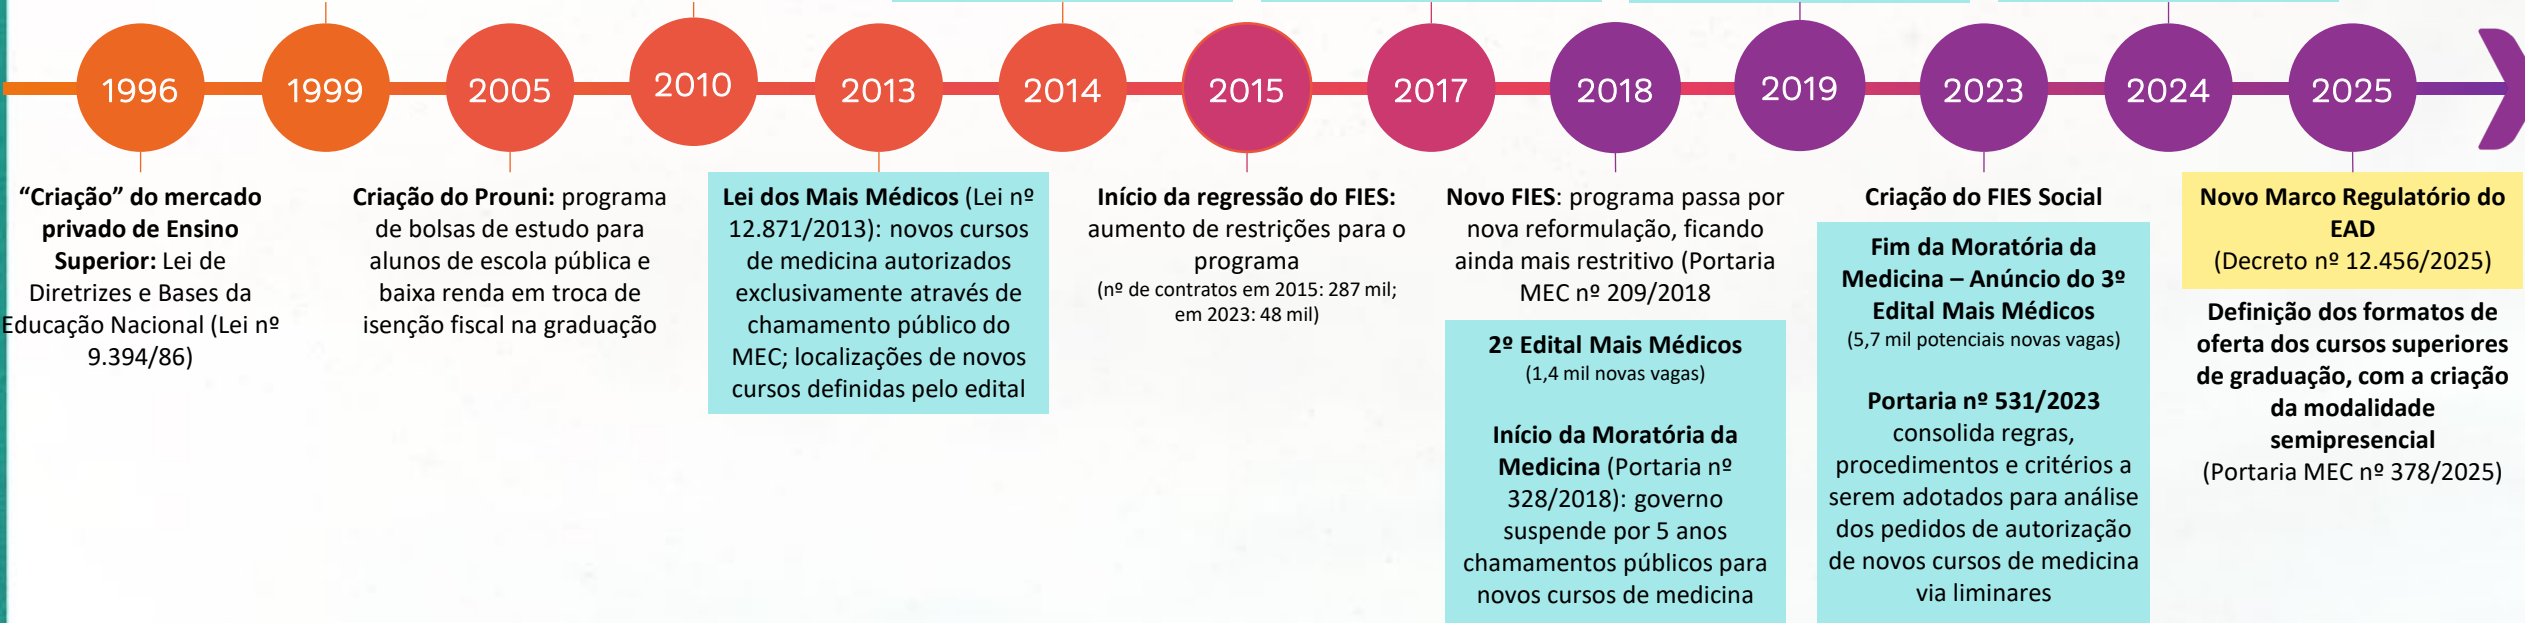 1996
1999
2005
2010
2013
2014
2015
2017
2018
2019
2023
2024
2025
“Criação” do mercado
privado de Ensino
Superior: Lei de
Diretrizes e Bases da
Educação Nacional (Lei nº
9.394/86)
Criação do Prouni: programa
de bolsas de estudo para
alunos de escola pública e
baixa renda em troca de
isenção fiscal na graduação
Lei dos Mais Médicos (Lei nº
12.871/2013): novos cursos
de medicina autorizados
exclusivamente através de
chamamento público do
MEC; localizações de novos
cursos definidas pelo edital
Início da regressão do FIES:
aumento de restrições para o
programa
(nº de contratos em 2015: 287 mil;
em 2023: 48 mil)
Novo FIES: programa passa por
nova reformulação, ficando
ainda mais restritivo (Portaria
MEC nº 209/2018
2º Edital Mais Médicos
(1,4 mil novas vagas)
Início da Moratória da
Medicina (Portaria nº
328/2018): governo
suspende por 5 anos
chamamentos públicos para
novos cursos de medicina
Criação do FIES Social
Fim da Moratória da
Medicina – Anúncio do 3º
Edital Mais Médicos
(5,7 mil potenciais novas vagas)
Portaria nº 531/2023
consolida regras,
procedimentos e critérios a
serem adotados para análise
dos pedidos de autorização
de novos cursos de medicina
via liminares
Novo Marco Regulatório do
EAD
(Decreto nº 12.456/2025)
Definição dos formatos de
oferta dos cursos superiores
de graduação, com a criação
da modalidade
semipresencial
(Portaria MEC nº 378/2025)